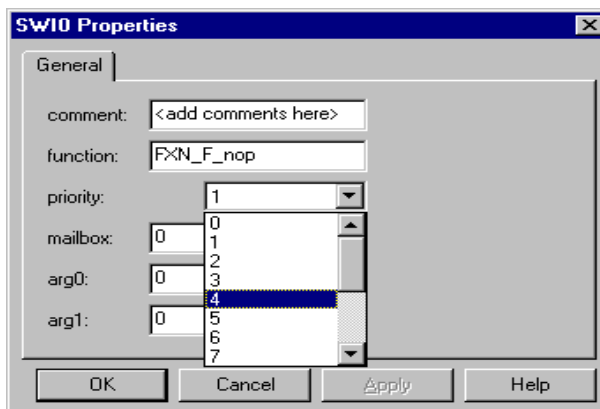 SWI0 Properties
General
comment: <add comments here>
function: FXN_F_nop
priority: 1
0
1
2
3
4
5
6
7
mailbox: 0
arg0: 0
arg1: 0
OK Cancel Apply Help